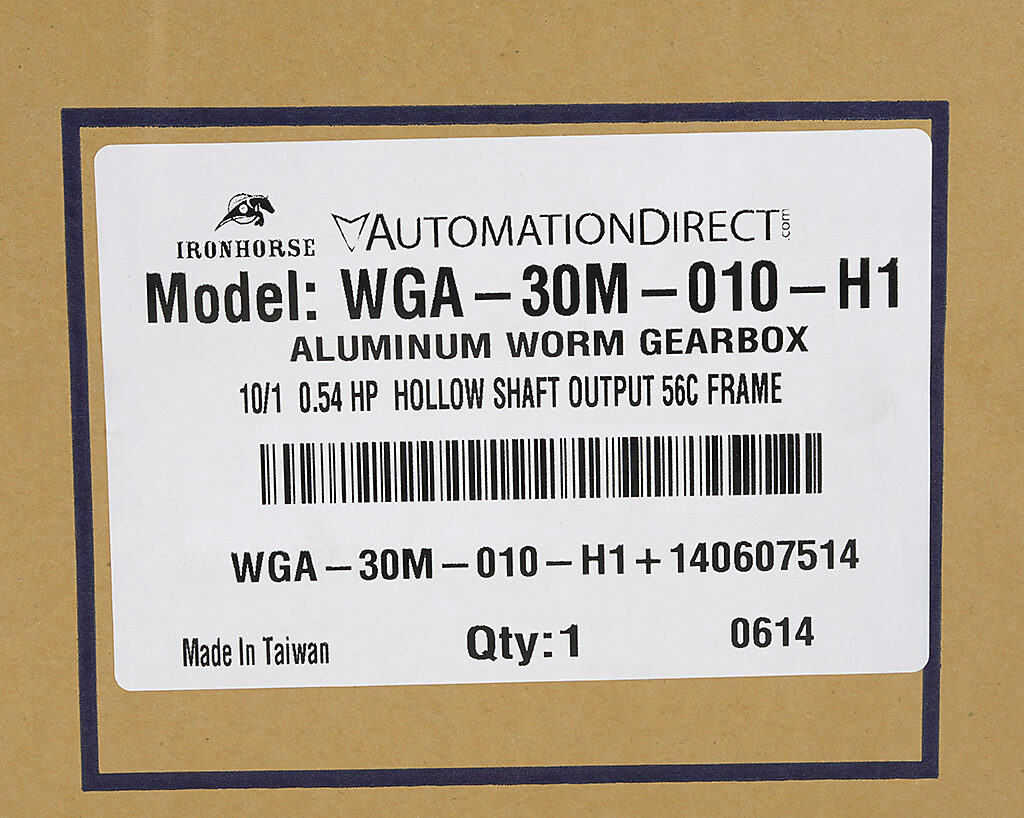 IRONHORSE
AUTOMATIONDIRECT.com
Model: WGA-30M-010-H1
ALUMINUM WORM GEARBOX
10/1 0.54 HP HOLLOW SHAFT OUTPUT 56C FRAME
WGA-30M-010-H1+140607514
Made In Taiwan
Qty:1
0614